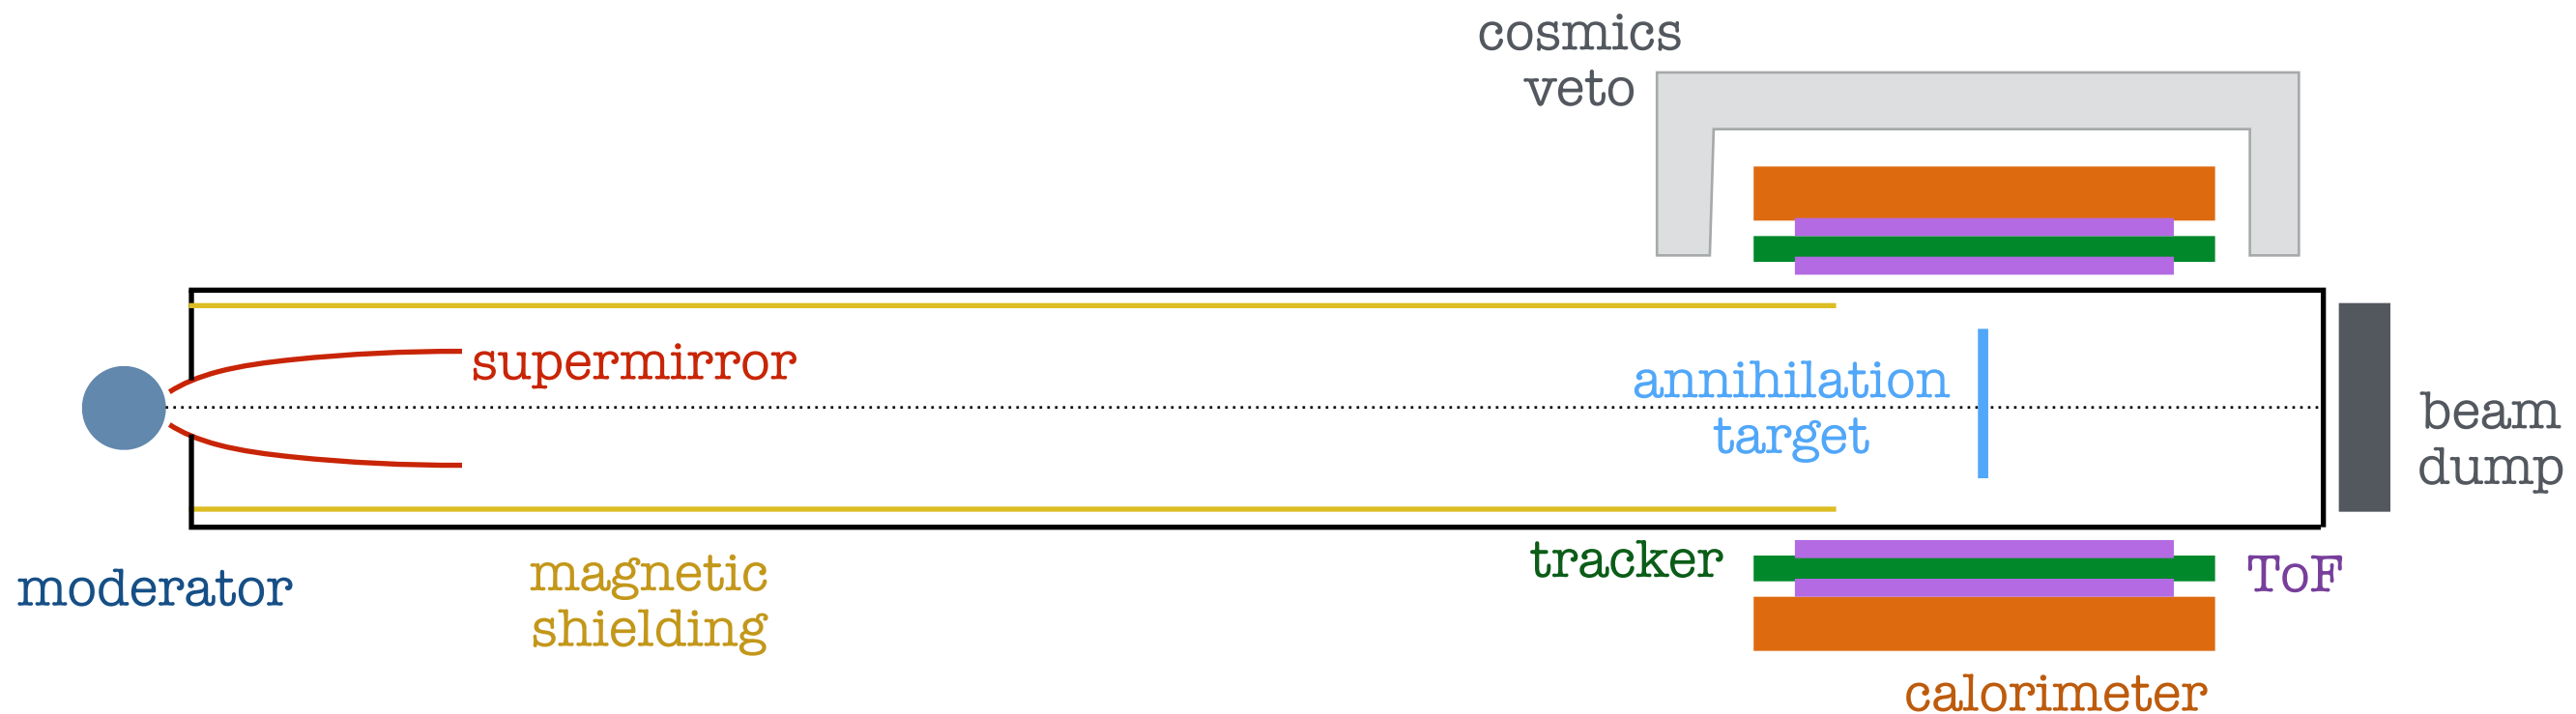 cosmics
veto
supermirror
annihilation
target
beam
dump
moderator
magnetic
shielding
tracker
ToF
calorimeter